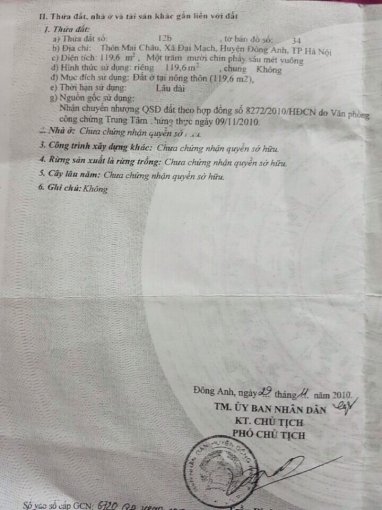 II. Thửa đất, nhà ở và tài sản khác gắn liền với đất
1. Thửa đất:
a) Thửa đất số: 12b , tờ bản đồ số: 34
b) Địa chỉ: Thôn Mai Châu, Xã Đại Mạch, Huyện Đông Anh, TP Hà Nội
c) Diện tích: 119,6 m², Một trăm mười chín phẩy sáu mét vuông
d) Hình thức sử dụng: riêng 119,6 m² , chung Không
đ) Mục đích sử dụng: Đất ở tại nông thôn (119,6 m2),
e) Thời hạn sử dụng: Lâu dài
g) Nguồn gốc sử dụng:
Nhận chuyển nhượng QSD đất theo hợp đồng số 8272/2010/HĐCN do Văn phòng
công chứng Trung Tâm chứng thực ngày 09/11/2010.
2. Nhà ở: Chưa chứng nhận quyền sở
3. Công trình xây dựng khác: Chưa chứng nhận quyền sở hữu.
4. Rừng sản xuất là rừng trồng: Chưa chứng nhận quyền sở hữu.
5. Cây lâu năm: Chưa chứng nhận quyền sở hữu.
6. Ghi chú: Không
Đông Anh, ngày 29 tháng 11 năm 2010.
TM. ỦY BAN NHÂN DÂN
KT. CHỦ TỊCH
PHÓ CHỦ TỊCH
Số vào sổ cấp GCN: